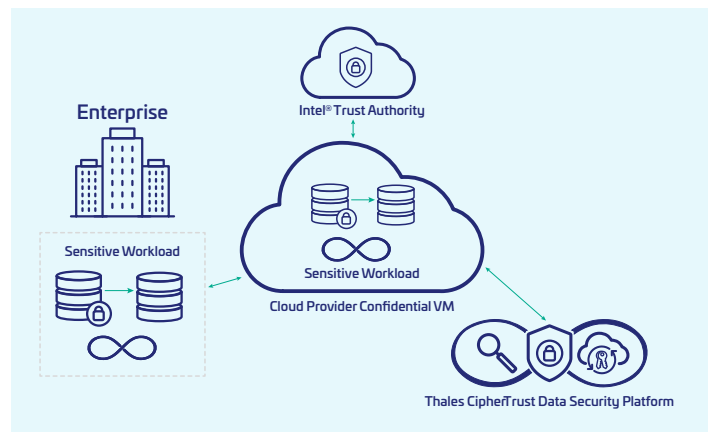 Intel® Trust Authority
Enterprise
Sensitive Workload
Sensitive Workload
Cloud Provider Confidential VM
Thales CipherTrust Data Security Platform